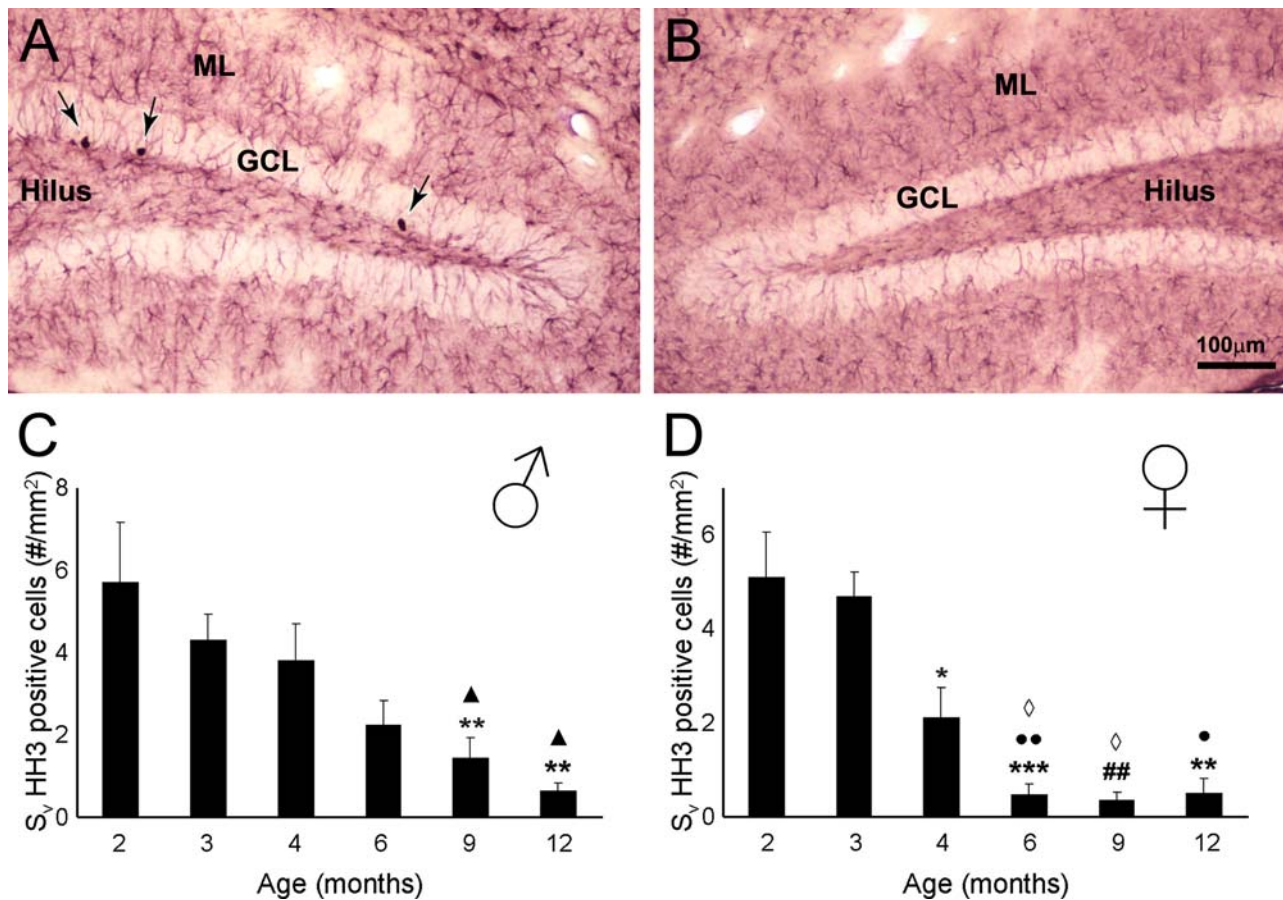 A
ML
GCL
Hilus
B
ML
GCL
Hilus
100μm
C
S_v HH3 positive cells (#/mm²)
8
6
4
2
0
▲
**
▲
**
2 3 4 6 9 12
Age (months)
D
S_v HH3 positive cells (#/mm²)
6
4
2
0
*
◊
●●
***
◊
##
●
**
2 3 4 6 9 12
Age (months)